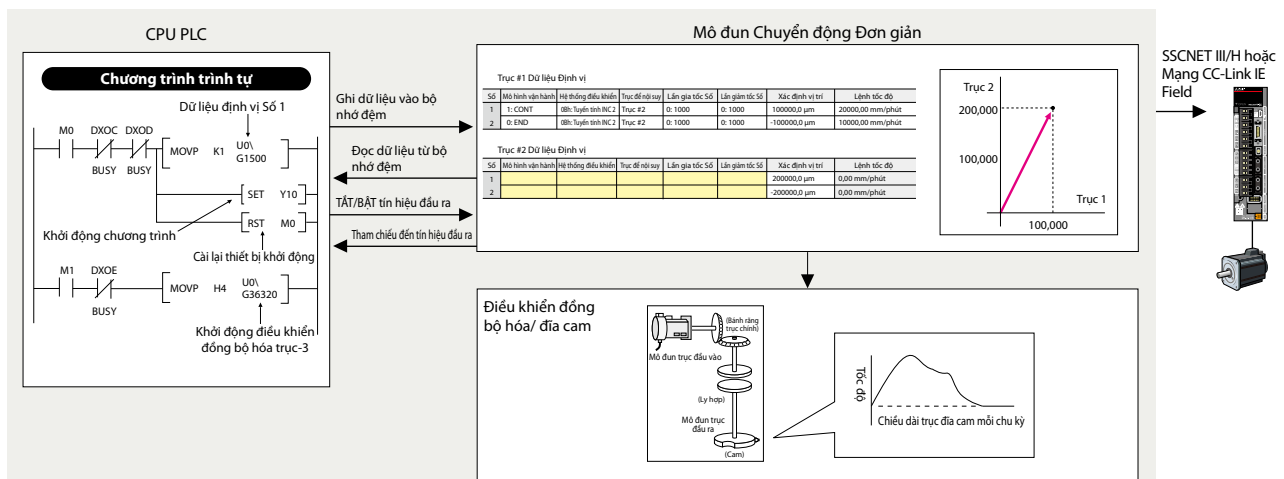 CPU PLC
Chương trình trình tự
Dữ liệu định vị Số 1
M0 DXOC DXOD
MOVP K1 U0\
G1500
BUSY BUSY
SET Y10
RST M0
Khởi động chương trình
Cài lại thiết bị khởi động
M1 DXOE
MOVP H4 U0\
G36320
BUSY
Khởi động điều khiển
đồng bộ hóa trục-3
Ghi dữ liệu vào bộ
nhớ đệm
Đọc dữ liệu từ bộ
nhớ đệm
TẮT/BẬT tín hiệu đầu ra
Tham chiếu đến tín hiệu đầu ra
Mô đun Chuyển động Đơn giản
Trục #1 Dữ liệu Định vị
Số Mô hình vận hành Hệ thống điều khiển Trục để nội suy Lần gia tốc Số Lần giảm tốc Số Xác định vị trí Lệnh tốc độ
1 1: CONT 0Bh: Tuyến tính INC 2 Trục #2 0: 1000 0: 1000 100000,0 µm 20000,00 mm/phút
2 0: END 0Bh: Tuyến tính INC 2 Trục #2 0: 1000 0: 1000 -100000,0 µm 10000,00 mm/phút
Trục #2 Dữ liệu Định vị
Số Mô hình vận hành Hệ thống điều khiển Trục để nội suy Lần gia tốc Số Lần giảm tốc Số Xác định vị trí Lệnh tốc độ
1 200000,0 µm 0,00 mm/phút
2 -200000,0 µm 0,00 mm/phút
Trục 2
200,000
100,000
Trục 1
100,000
SSCNET III/H hoặc
Mạng CC-Link IE
Field
Điều khiển đồng
bộ hóa/ đĩa cam
(Bánh răng
trục chính)
Mô đun trục đầu vào
(Ly hợp)
Mô đun trục
đầu ra
(Cam)
Tốc độ
Chiều dài trục đĩa cam mỗi chu kỳ